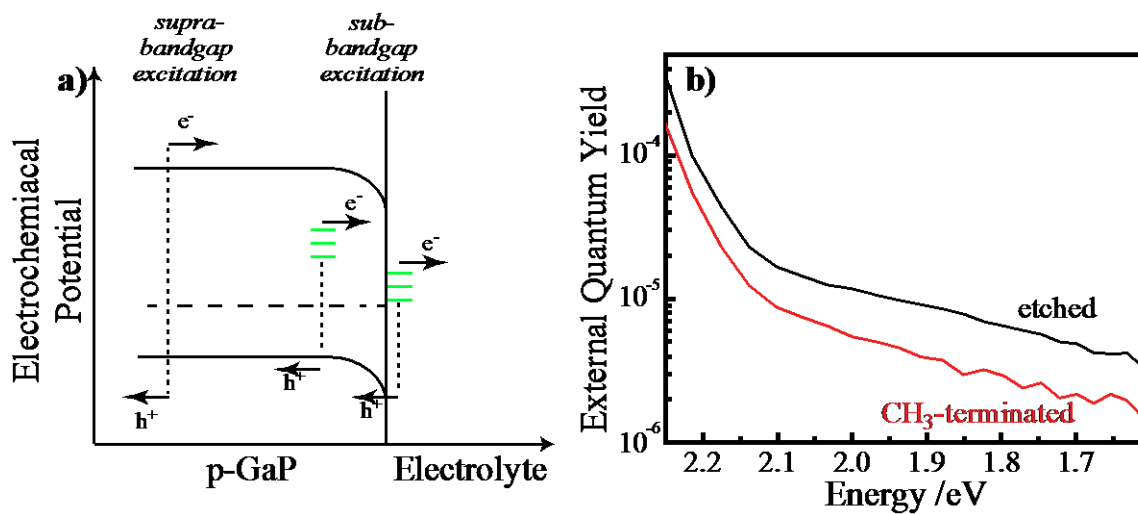 supra-
bandgap
excitation
sub-
bandgap
excitation
a)
e-
e-
e-
h+
h+
h+
Electrochemiacal
Potential
p-GaP
Electrolyte
b)
External Quantum Yield
10-4
10-5
10-6
etched
CH3-terminated
2.2 2.1 2.0 1.9 1.8 1.7
Energy /eV